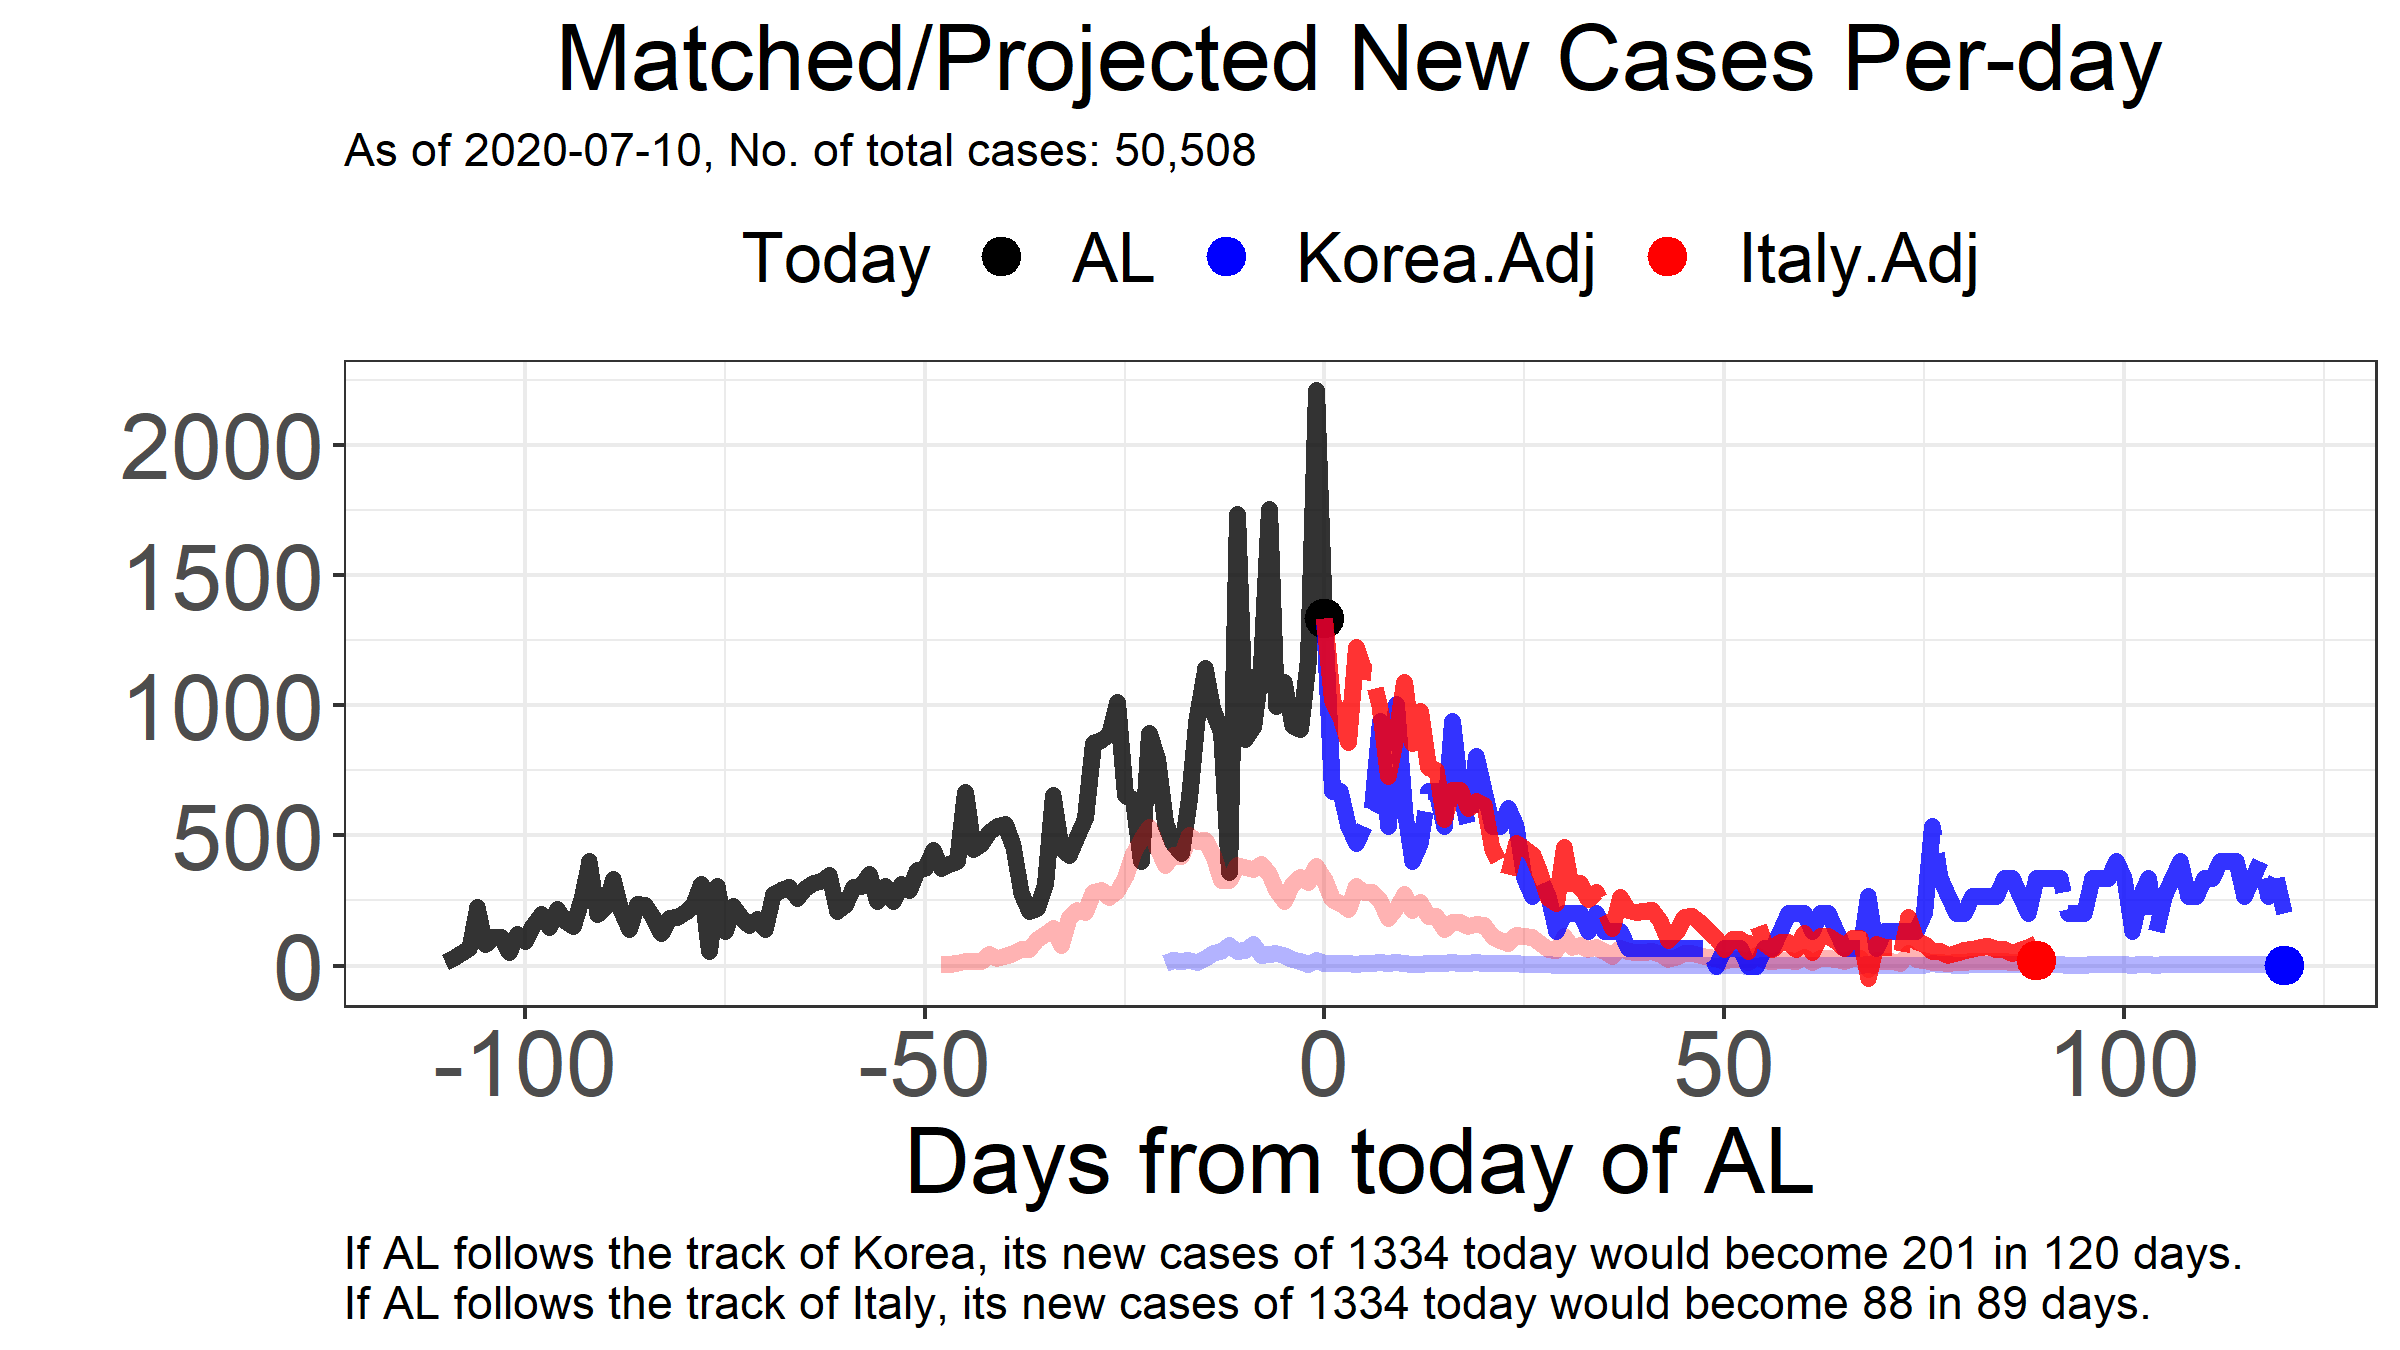 Matched/Projected New Cases Per-day
As of 2020-07-10, No. of total cases: 50,508
Today AL Korea.Adj Italy.Adj
2000
1500
1000
500
0
-100 -50 0 50 100
Days from today of AL
If AL follows the track of Korea, its new cases of 1334 today would become 201 in 120 days.
If AL follows the track of Italy, its new cases of 1334 today would become 88 in 89 days.